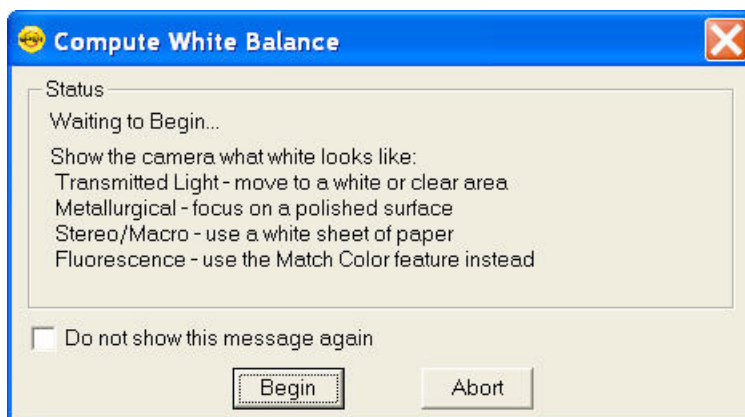 Compute White Balance
Status
Waiting to Begin...
Show the camera what white looks like:
Transmitted Light - move to a white or clear area
Metallurgical - focus on a polished surface
Stereo/Macro - use a white sheet of paper
Fluorescence - use the Match Color feature instead
Do not show this message again
Begin
Abort